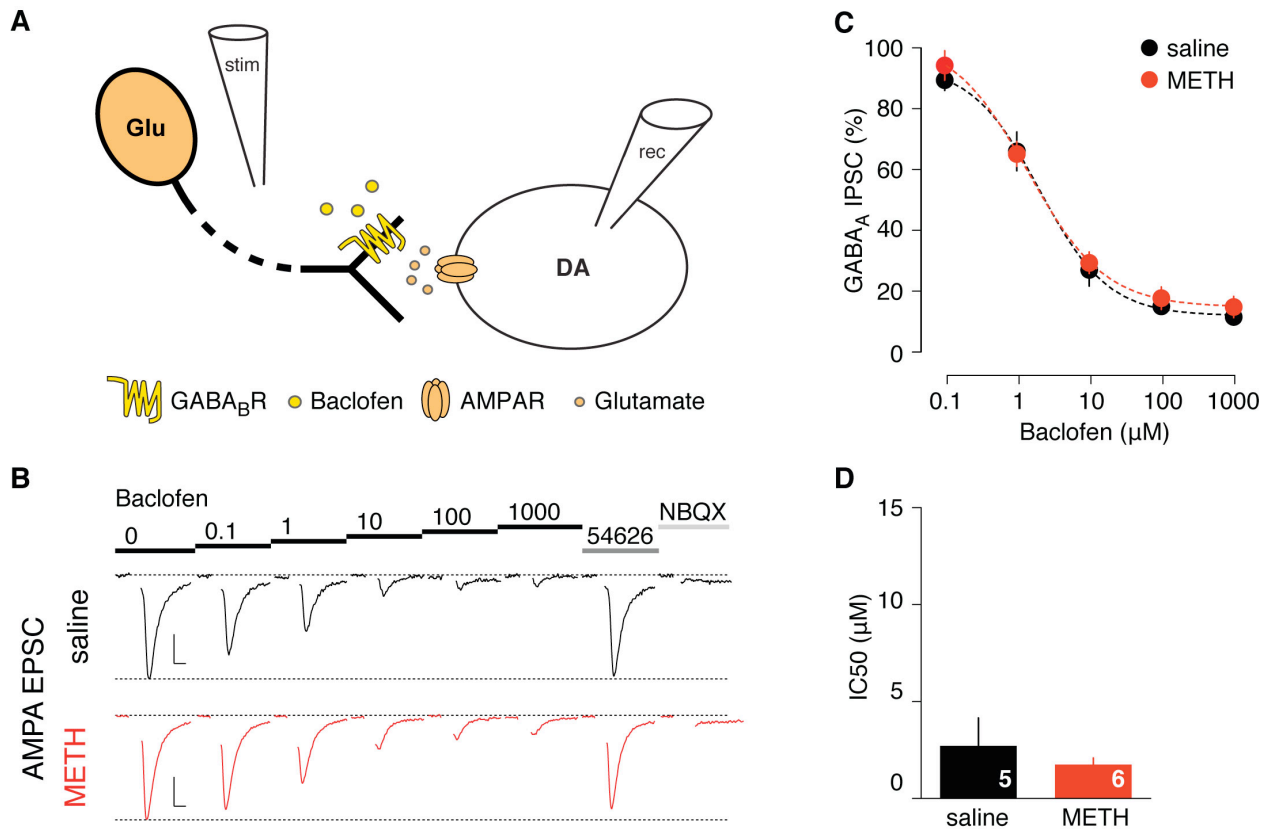 A
stim
Glu
rec
DA
GABABR
Baclofen
AMPAR
Glutamate
B
Baclofen
0
0.1
1
10
100
1000
54626
NBQX
AMPA EPSC
saline
METH
C
saline
METH
GABAA IPSC (%)
100
80
60
40
20
0
0.1 1 10 100 1000
Baclofen (μM)
D
IC50 (μM)
15
10
5
0
5
6
saline METH